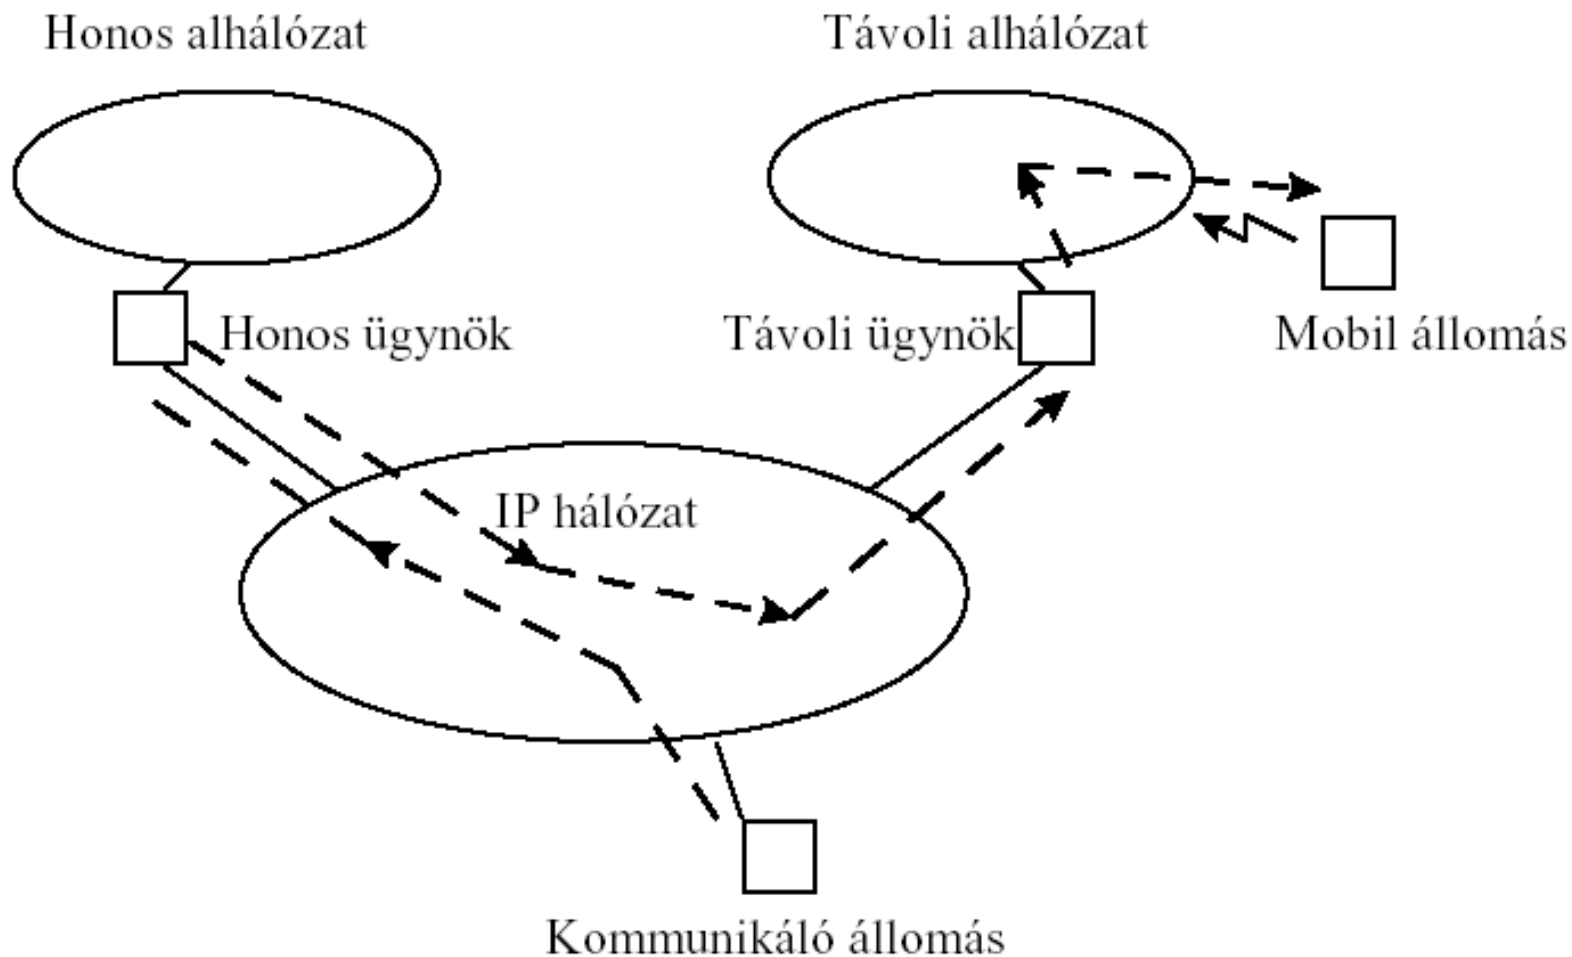 Honos alhálózat
Távoli alhálózat
Honos ügynök
Távoli ügynök
Mobil állomás
IP hálózat
Kommunikáló állomás